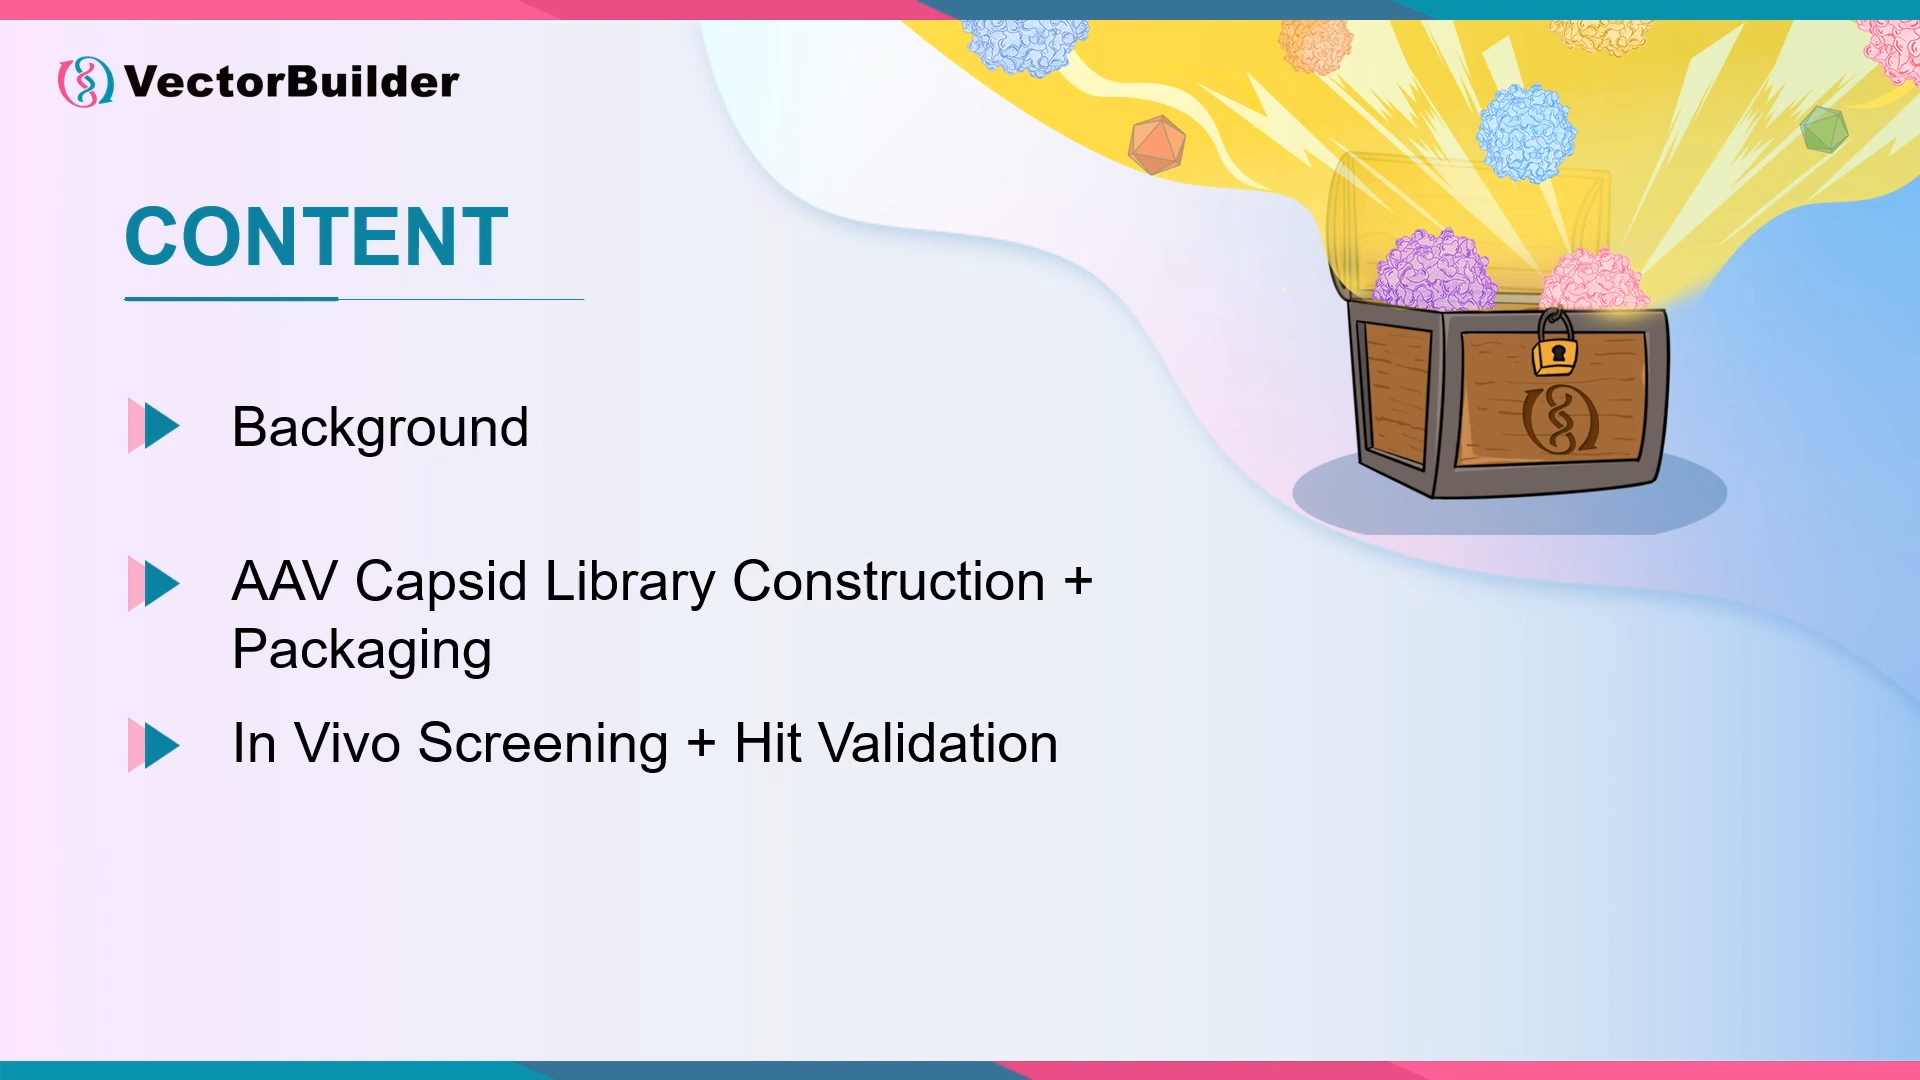 VectorBuilder
CONTENT
Background
AAV Capsid Library Construction +
Packaging
In Vivo Screening + Hit Validation